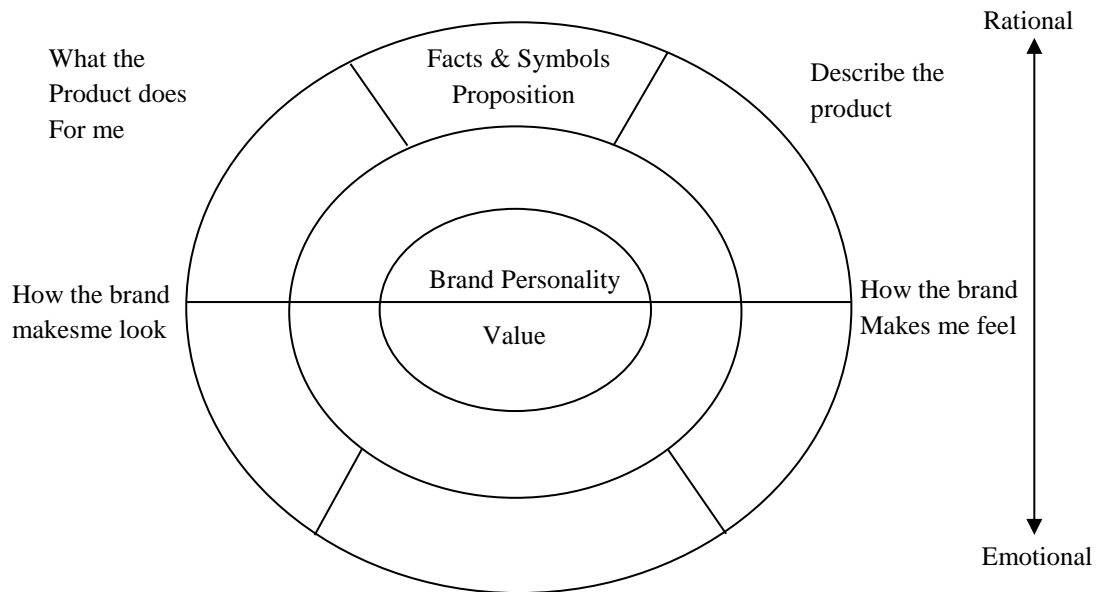 Rational
What the
Product does
For me
Facts & Symbols
Proposition
Describe the
product
How the brand
makesme look
Brand Personality
Value
How the brand
Makes me feel
Emotional